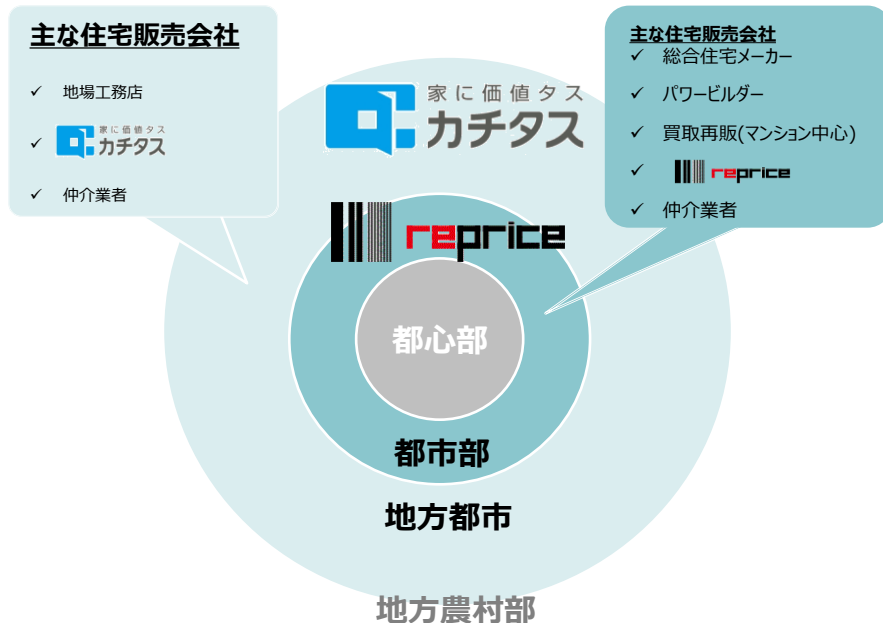 主な住宅販売会社
✓ 地場工務店
✓ 家に価値タス
カチタス
✓ 仲介業者
家に価値タス
カチタス
reprice
主な住宅販売会社
✓ 総合住宅メーカー
✓ パワービルダー
✓ 買取再販(マンション中心)
✓ reprice
✓ 仲介業者
都心部
都市部
地方都市
地方農村部